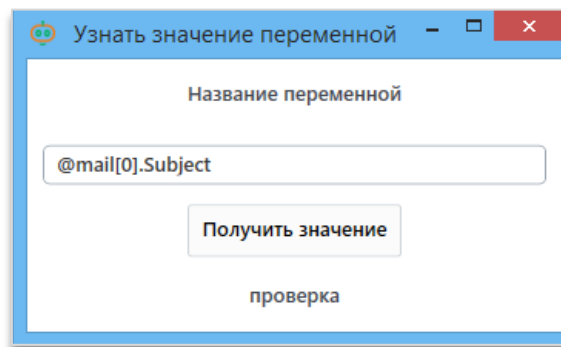 Узнать значение переменной
Название переменной
@mail[0].Subject
Получить значение
проверка